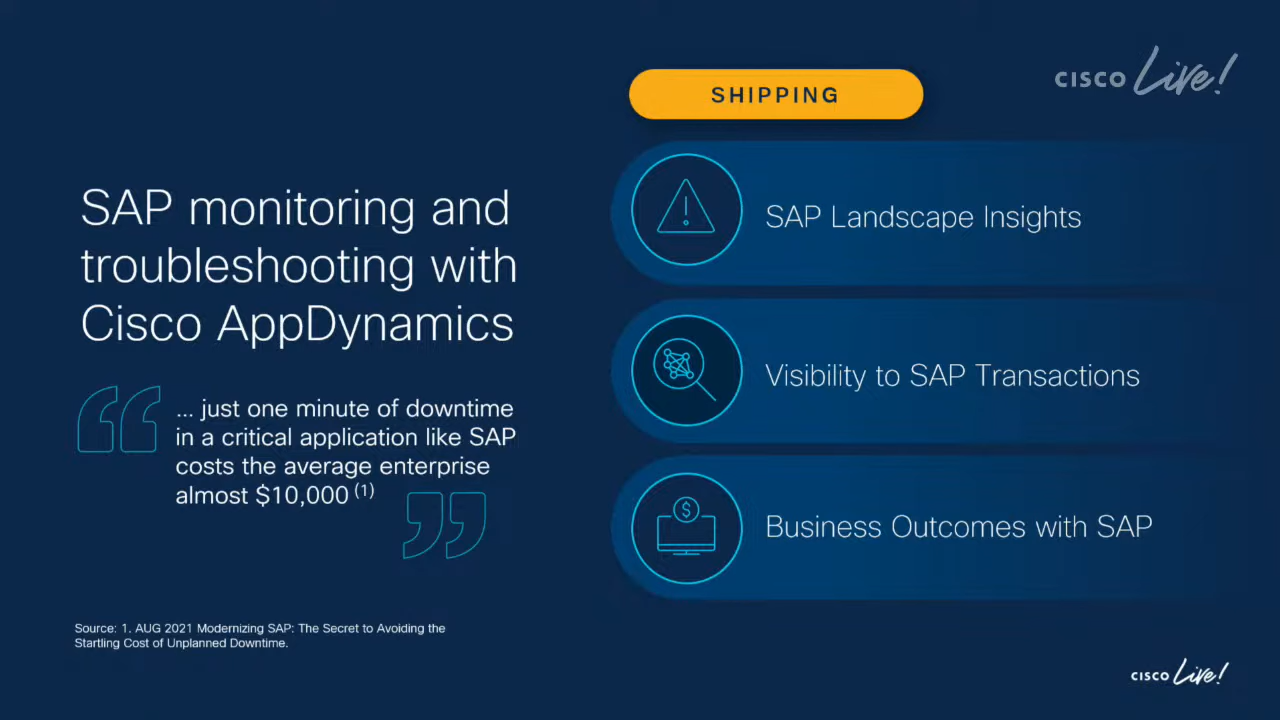 CISCO Live!
SHIPPING
SAP monitoring and
troubleshooting with
Cisco AppDynamics
“
... just one minute of downtime
in a critical application like SAP
costs the average enterprise
almost $10,000 (1)
”
SAP Landscape Insights
Visibility to SAP Transactions
$
Business Outcomes with SAP
Source: 1. AUG 2021 Modernizing SAP: The Secret to Avoiding the
Startling Cost of Unplanned Downtime.
CISCO Live!